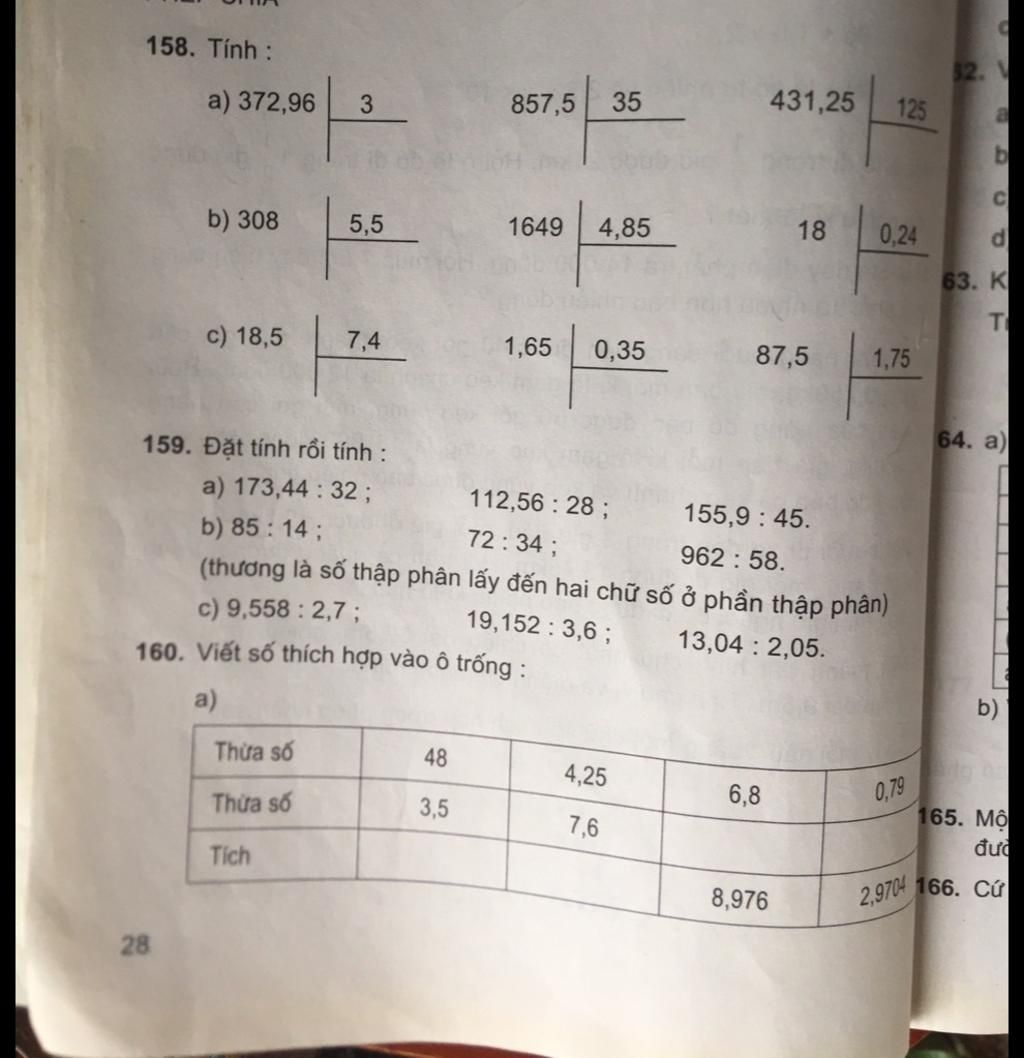 158. Tính :
a) 372,96 3 857,5 35 431,25 125
b) 308 5,5 1649 4,85 18 0,24
c) 18,5 7,4 1,65 0,35 87,5 1,75
159. Đặt tính rồi tính :
a) 173,44 : 32 ; 112,56 : 28 ; 155,9 : 45.
b) 85 : 14 ; 72 : 34 ; 962 : 58.
(thương là số thập phân lấy đến hai chữ số ở phần thập phân)
c) 9,558 : 2,7 ; 19,152 : 3,6 ; 13,04 : 2,05.
160. Viết số thích hợp vào ô trống :
a)
Thừa số 48 4,25 6,8 0,79
Thừa số 3,5 7,6
Tích 8,976 2,9704
28
63. K
64. a)
b)
165. Mộ
166. Cứ